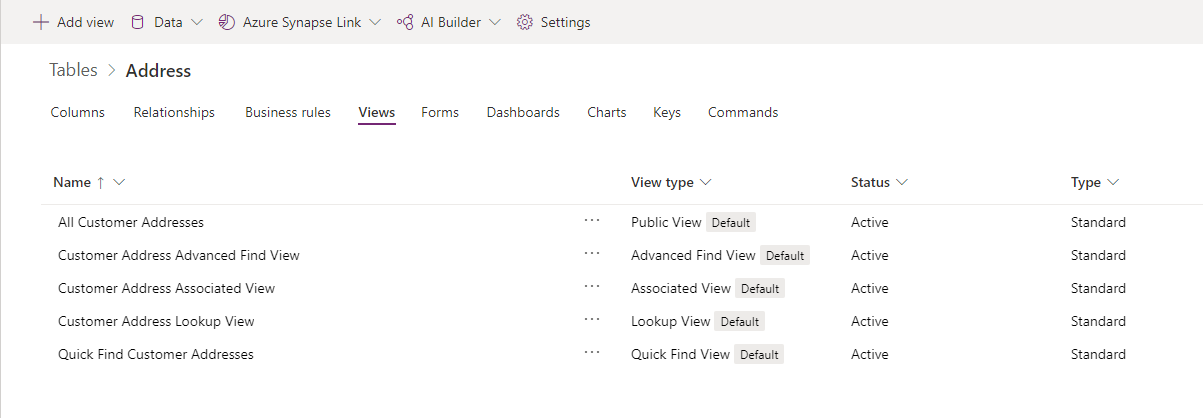 Add view Data Azure Synapse Link AI Builder Settings
Tables > Address
Columns Relationships Business rules Views Forms Dashboards Charts Keys Commands
Name ↑ View type Status Type
All Customer Addresses ··· Public View Default Active Standard
Customer Address Advanced Find View ··· Advanced Find View Default Active Standard
Customer Address Associated View ··· Associated View Default Active Standard
Customer Address Lookup View ··· Lookup View Default Active Standard
Quick Find Customer Addresses ··· Quick Find View Default Active Standard